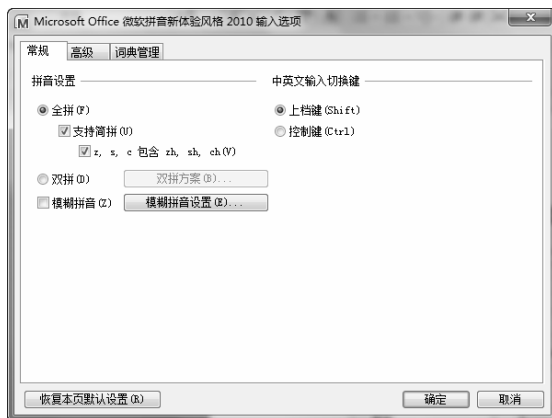 Microsoft Office 微软拼音新体验风格 2010 输入选项
常规 高级 词典管理
拼音设置
全拼(F)
支持简拼(U)
z, s, c 包含 zh, sh, ch(V)
双拼(D) 双拼方案(B)...
模糊拼音(Z) 模糊拼音设置(E)...
中英文输入切换键
上档键(Shift)
控制键(Ctrl)
恢复本页默认设置(R) 确定 取消